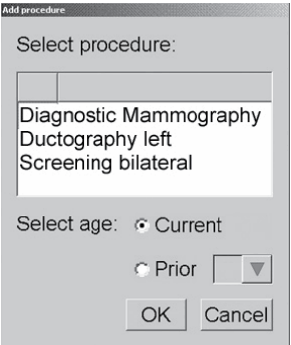 Add procedure
Select procedure:
Diagnostic Mammography
Ductography left
Screening bilateral
Select age: Current
Prior
OK Cancel